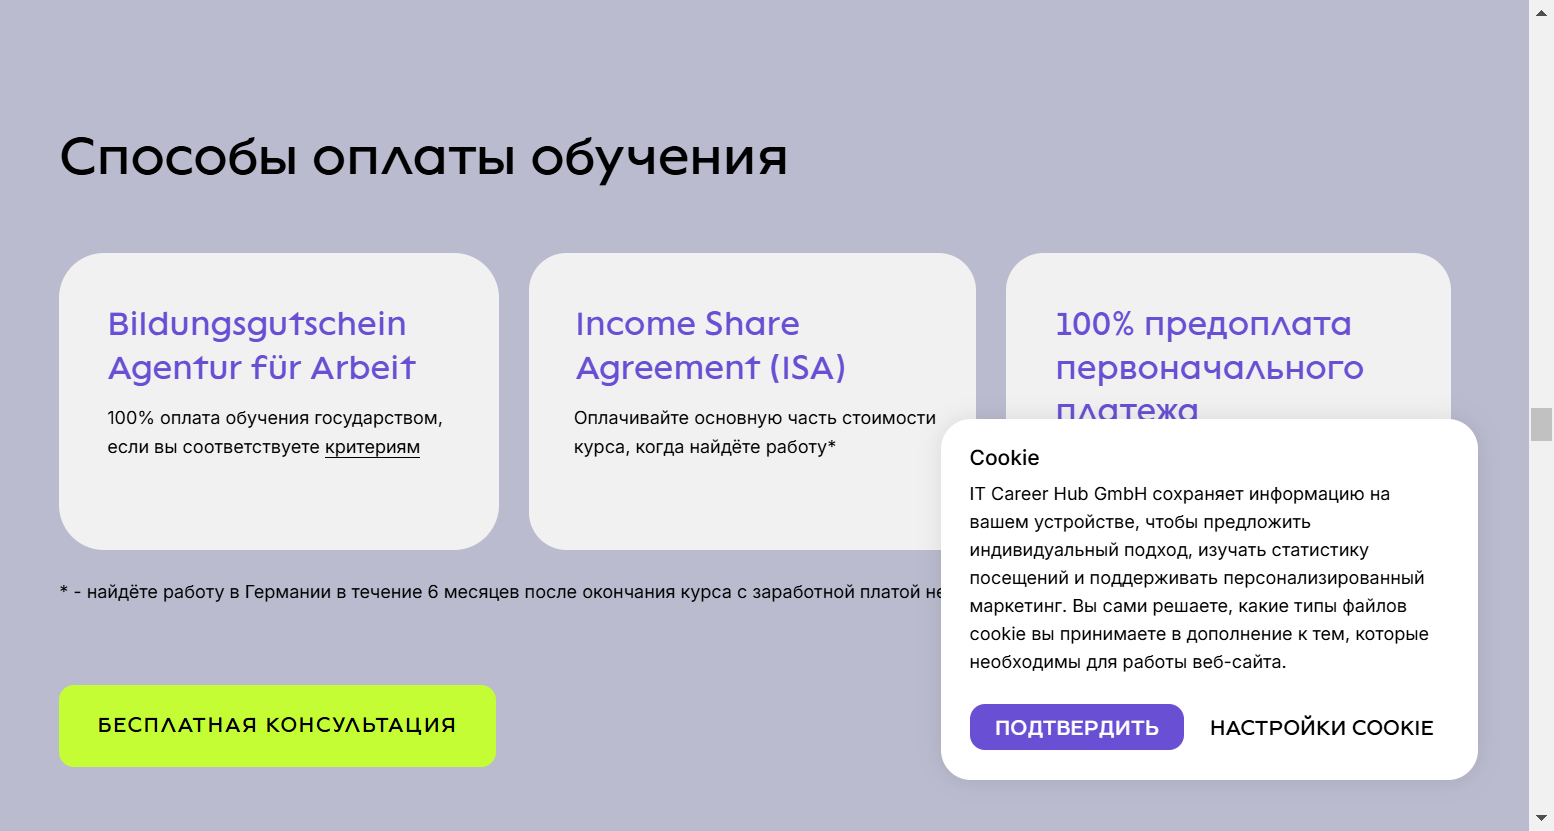 Способы оплаты обучения
Bildungsgutschein
Agentur für Arbeit
100% оплата обучения государством,
если вы соответствуете критериям
Income Share
Agreement (ISA)
Оплачивайте основную часть стоимости
курса, когда найдёте работу*
100% предоплата
первоначального
платежа
* - найдёте работу в Германии в течение 6 месяцев после окончания курса с заработной платой не
БЕСПЛАТНАЯ КОНСУЛЬТАЦИЯ
Cookie
IT Career Hub GmbH сохраняет информацию на
вашем устройстве, чтобы предложить
индивидуальный подход, изучать статистику
посещений и поддерживать персонализированный
маркетинг. Вы сами решаете, какие типы файлов
cookie вы принимаете в дополнение к тем, которые
необходимы для работы веб-сайта.
ПОДТВЕРДИТЬ
НАСТРОЙКИ COOKIE